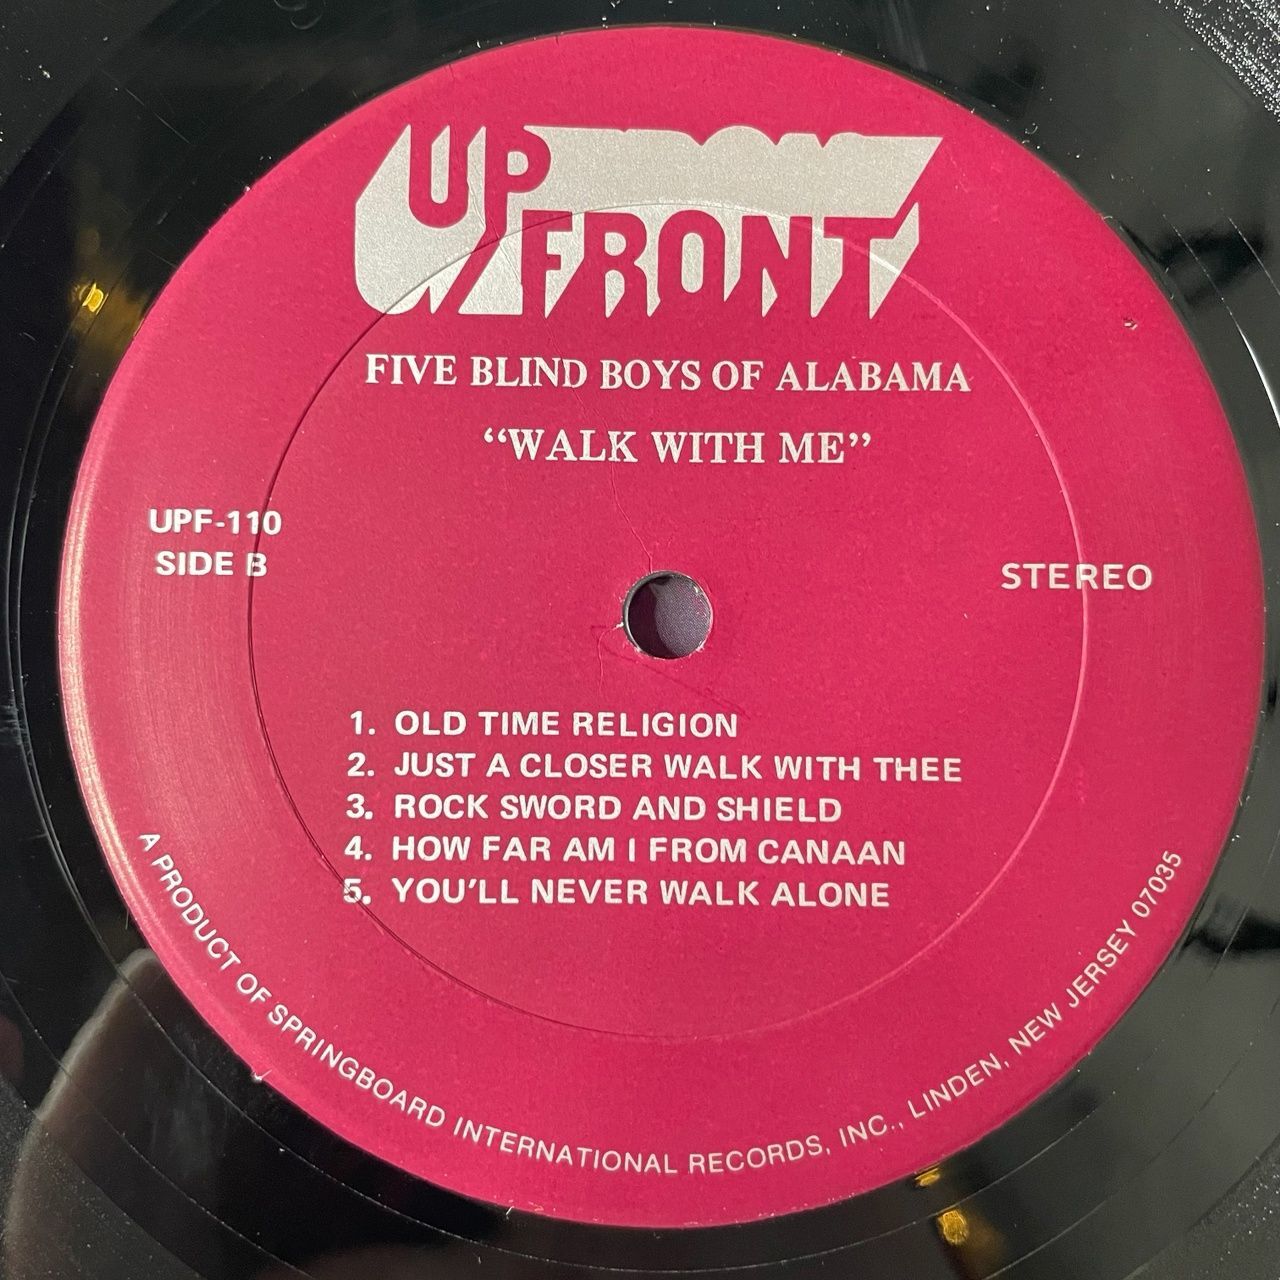 UP
FRONT
FIVE BLIND BOYS OF ALABAMA
“WALK WITH ME”
UPF-110
SIDE B
STEREO
1. OLD TIME RELIGION
2. JUST A CLOSER WALK WITH THEE
3. ROCK SWORD AND SHIELD
4. HOW FAR AM I FROM CANAAN
5. YOU'LL NEVER WALK ALONE
A PRODUCT OF SPRINGBOARD INTERNATIONAL RECORDS, INC., LINDEN, NEW JERSEY 07035